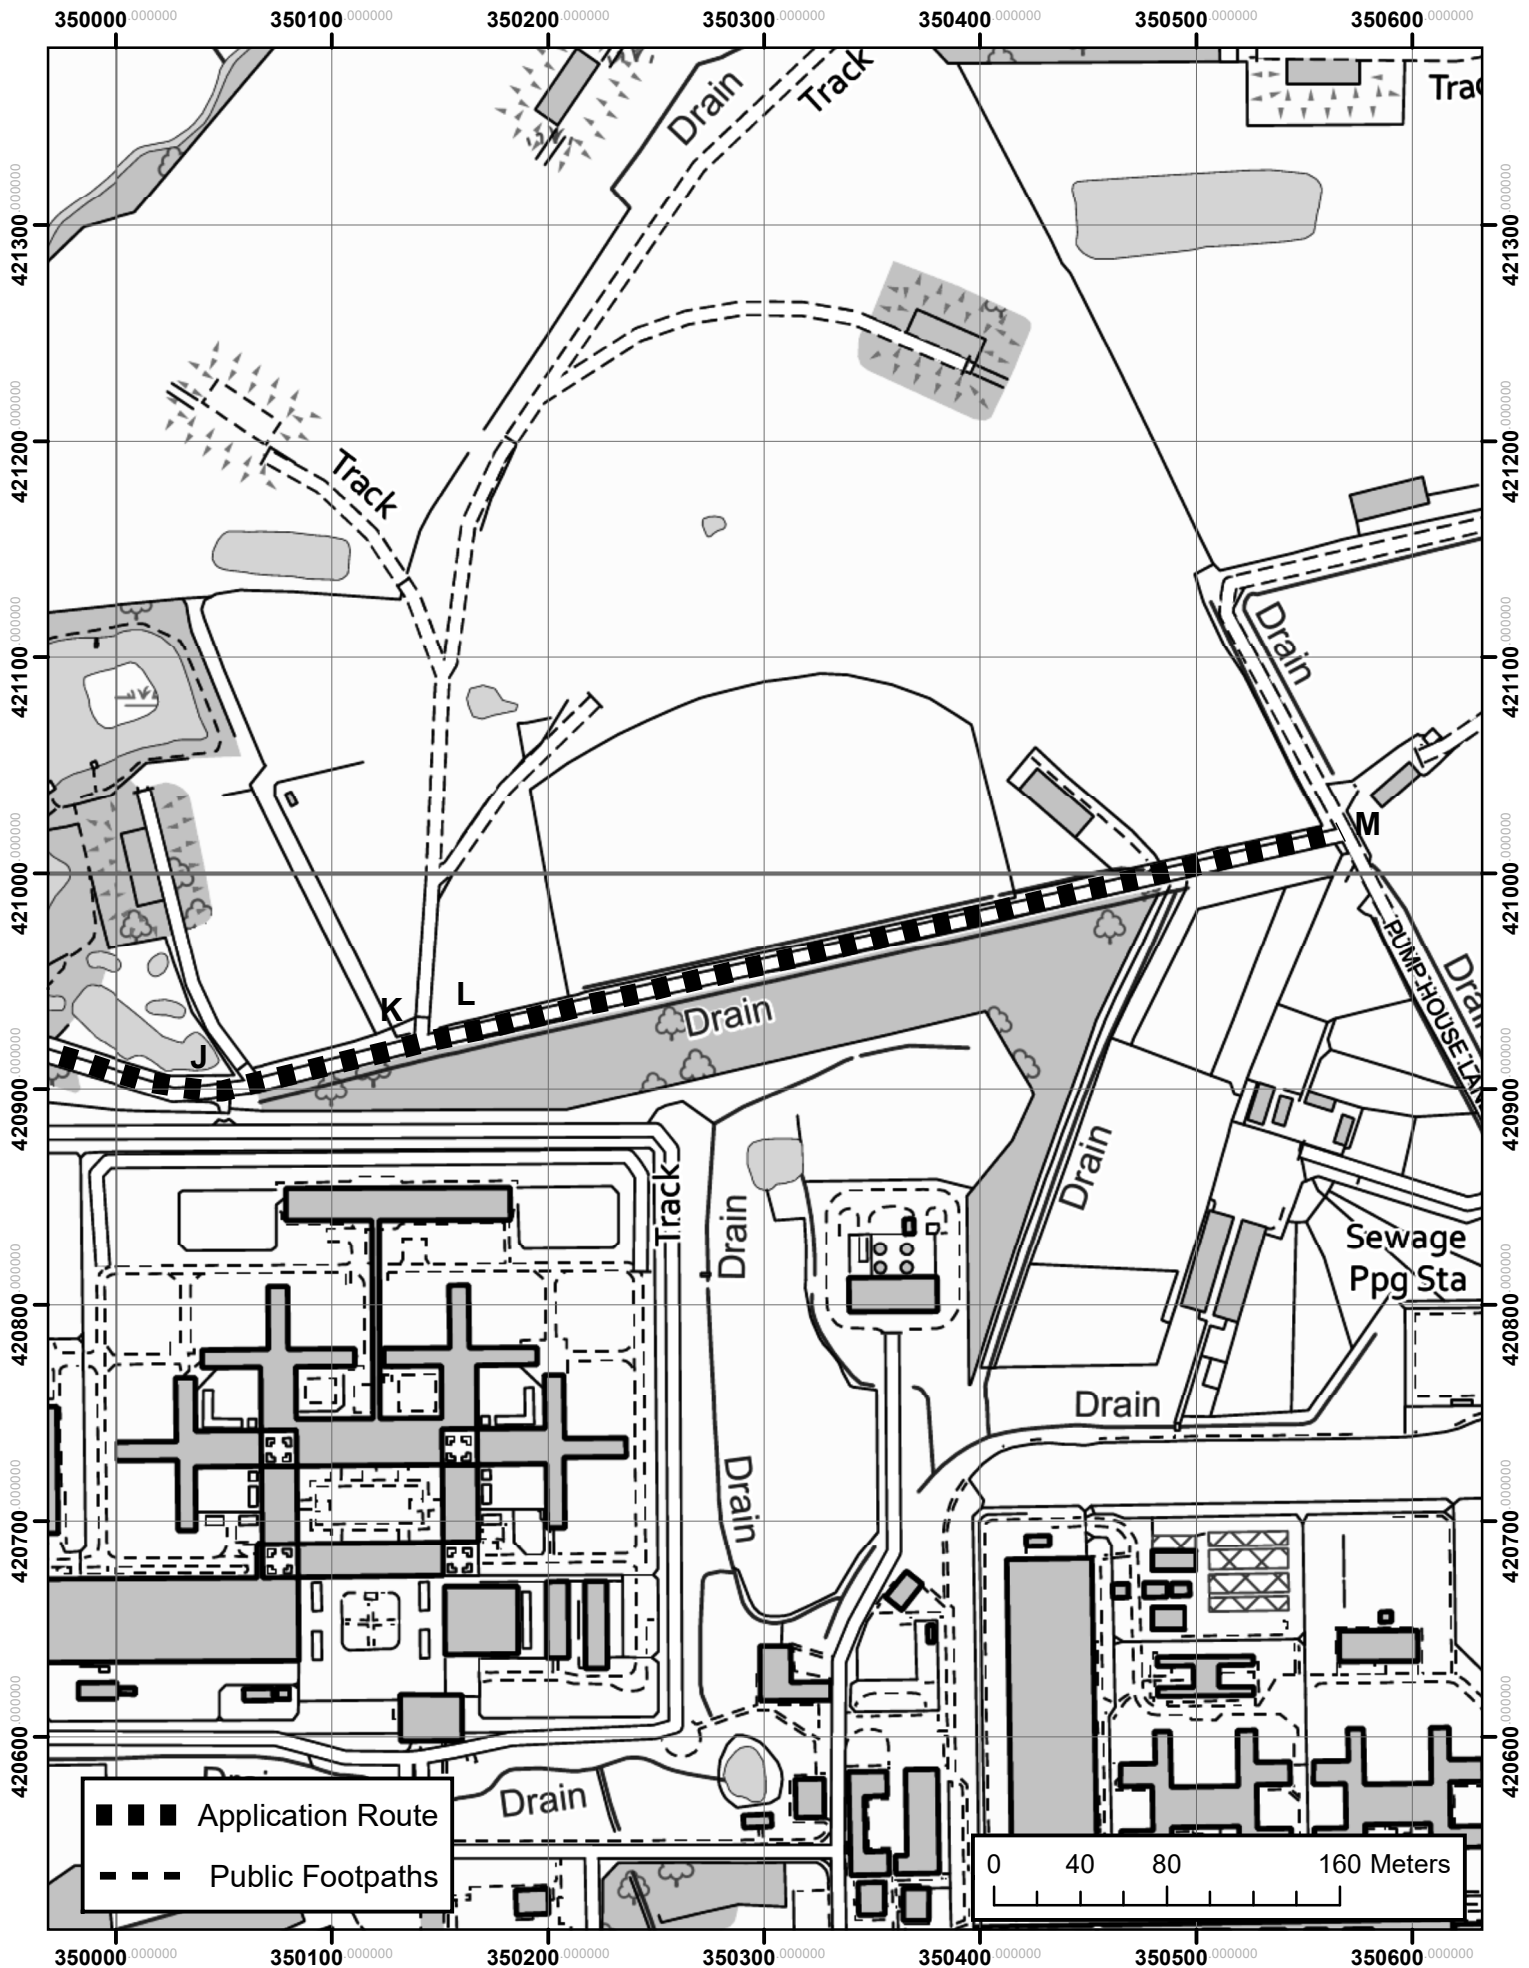 350000.000000 350100.000000 350200.000000 350300.000000 350400.000000 350500.000000 350600.000000
Drain
Track
Trac
421300.000000 421300.000000
Track
421200.000000 421200.000000
Drain
421100.000000 421100.000000
M
421000.000000 421000.000000
PUMP HOUSE LAN
Drai
K
L
Drain
J
420900.000000 420900.000000
Drain
Track
Drain
Sewage
Ppg Sta
420800.000000 420800.000000
Drain
Drain
420700.000000 420700.000000
420600.000000 420600.000000
Drain
Application Route
Public Footpaths
0 40 80 160 Meters
350000.000000 350100.000000 350200.000000 350300.000000 350400.000000 350500.000000 350600.000000